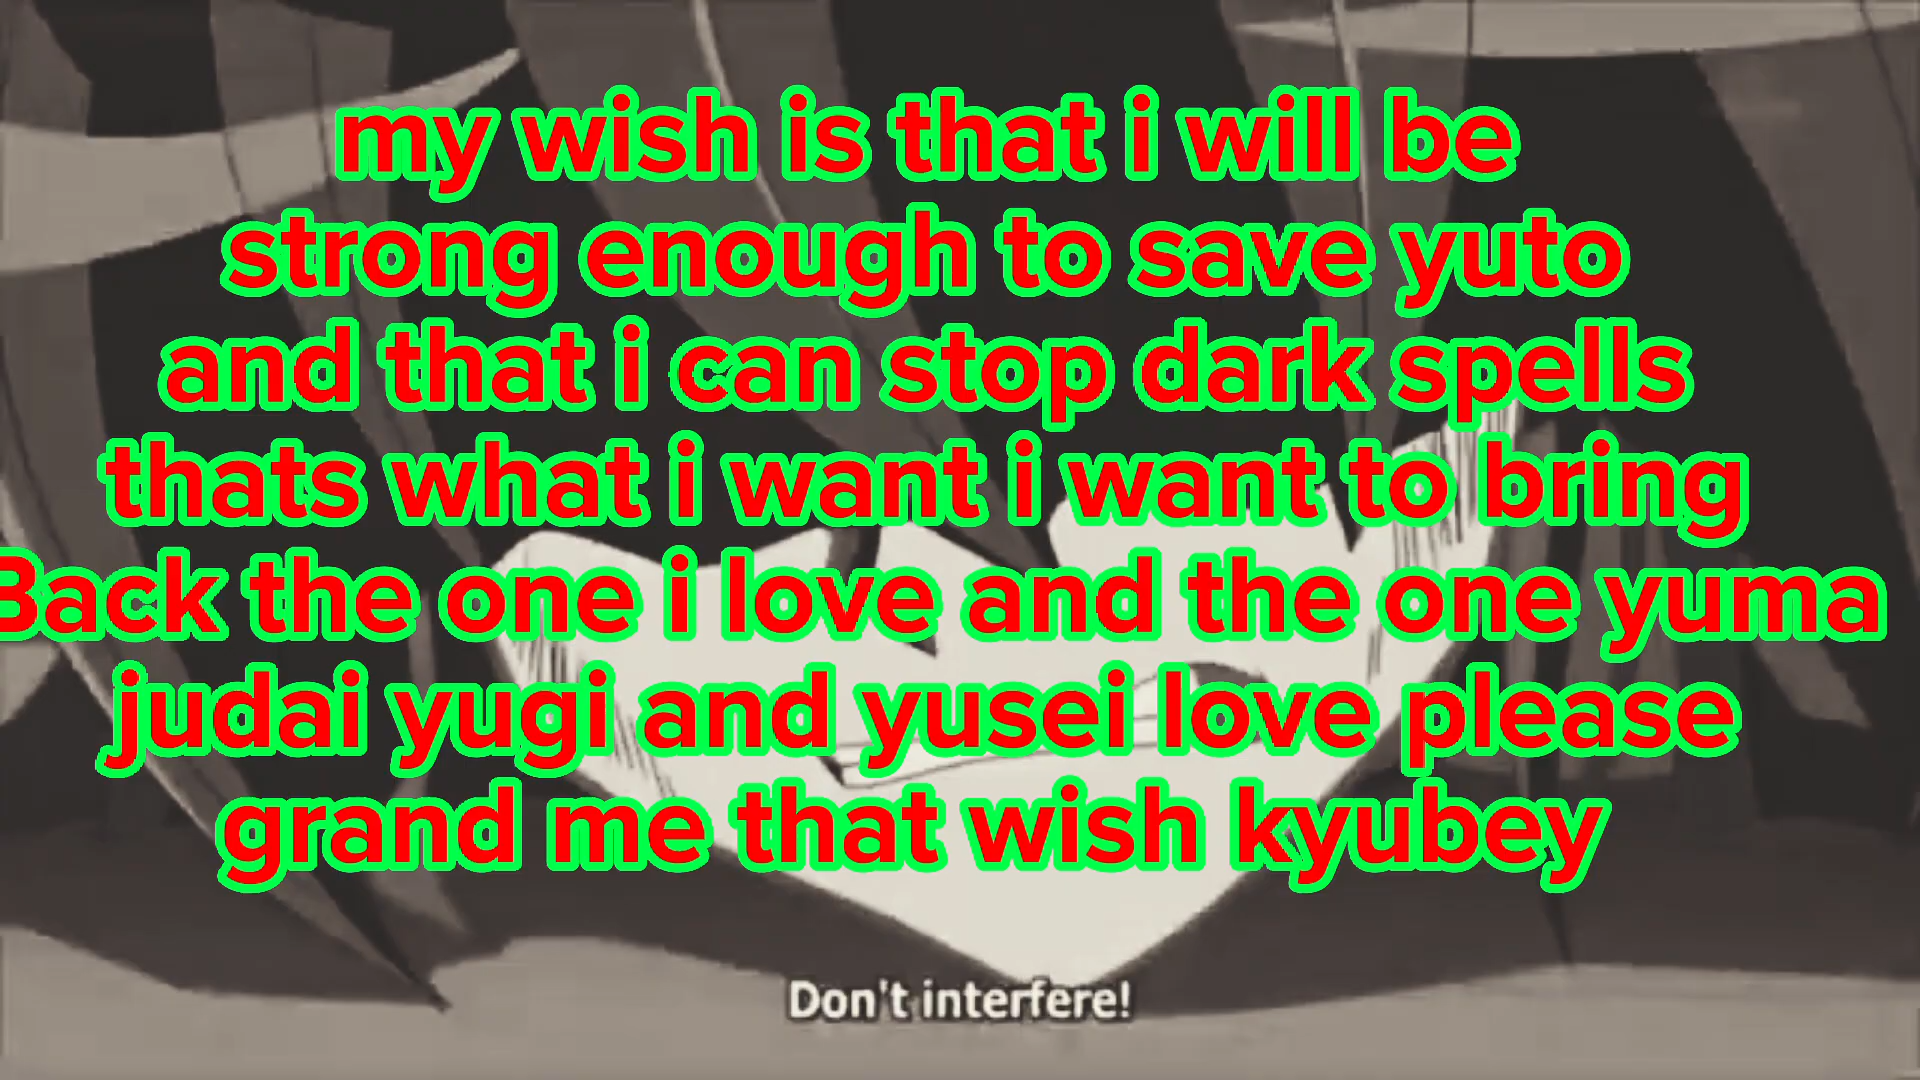 my wish is that i will be
strong enough to save yuto
and that i can stop dark spells
thats what i want i want to bring
Back the one i love and the one yuma
judai yugi and yusei love please
grand me that wish kyubey
Don't interfere!